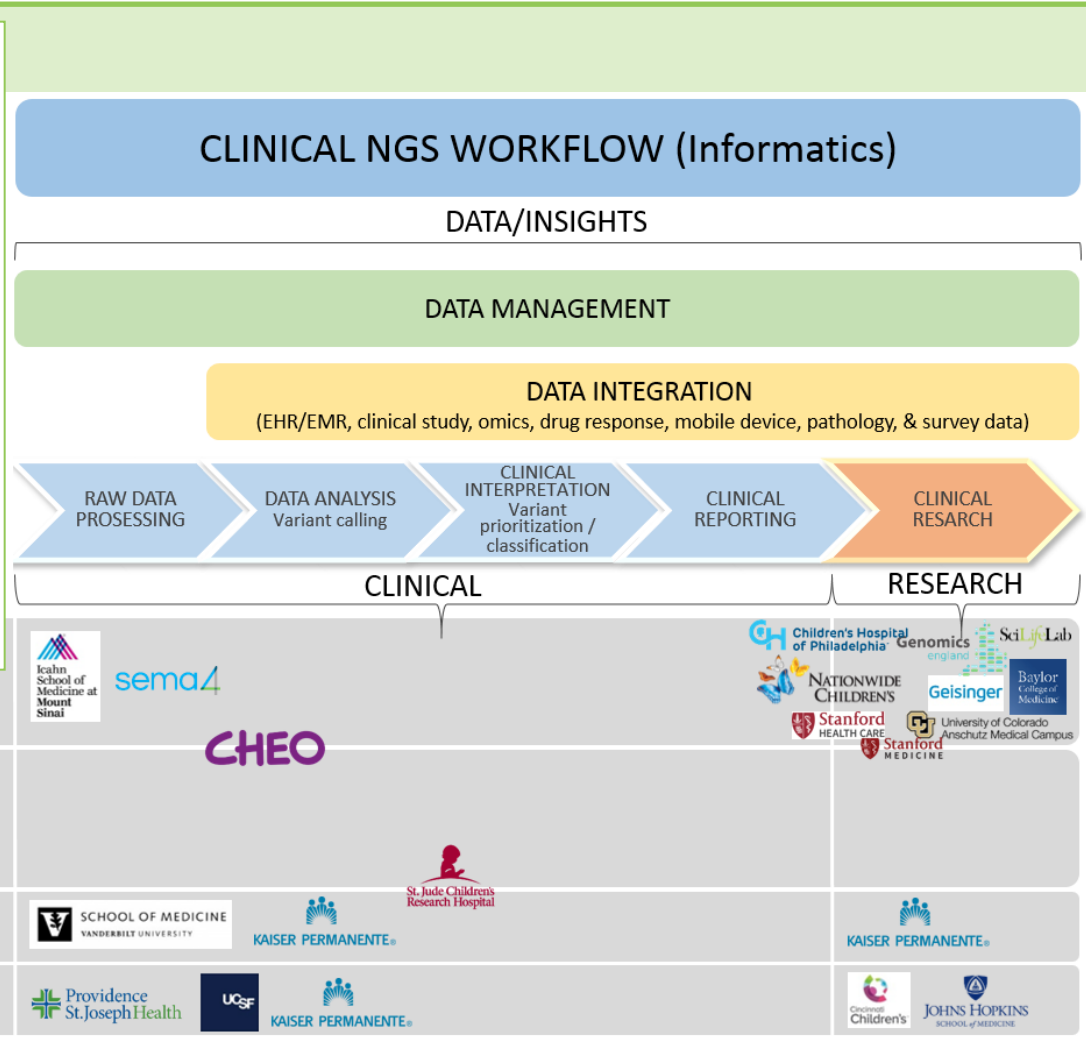 CLINICAL NGS WORKFLOW (Informatics)
DATA/INSIGHTS
DATA MANAGEMENT
DATA INTEGRATION
(EHR/EMR, clinical study, omics, drug response, mobile device, pathology, & survey data)
RAW DATA
PROSESSING
DATA ANALYSIS
Variant calling
CLINICAL
INTERPRETATION
Variant
prioritization /
classification
CLINICAL
REPORTING
CLINICAL
RESARCH
CLINICAL
RESEARCH
Icahn
School of
Medicine at
Mount
Sinai
sema4
CHEO
Children's Hospital
of Philadelphia
Genomics
england
SciLifeLab
NATIONWIDE
CHILDREN'S
Geisinger
Baylor
College of
Medicine
Stanford
HEALTH CARE
University of Colorado
Anschutz Medical Campus
Stanford
MEDICINE
St. Jude Children's
Research Hospital
V
SCHOOL OF MEDICINE
VANDERBILT UNIVERSITY
KAISER PERMANENTE®
KAISER PERMANENTE®
Providence
St.Joseph Health
UCSF
KAISER PERMANENTE®
Cincinnati
Children's
JOHNS HOPKINS
SCHOOL of MEDICINE